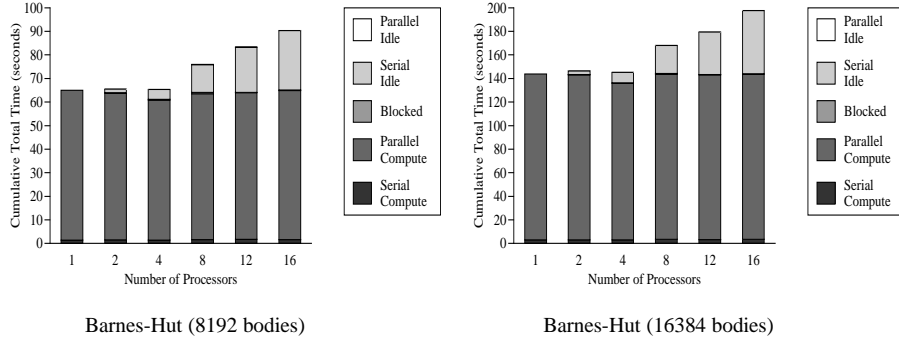 Cumulative Total Time (seconds)
100
90
80
70
60
50
40
30
20
10
0
1 2 4 8 12 16
Number of Processors
Parallel
Idle
Serial
Idle
Blocked
Parallel
Compute
Serial
Compute
Barnes-Hut (8192 bodies)
Cumulative Total Time (seconds)
200
180
160
140
120
100
80
60
40
20
0
1 2 4 8 12 16
Number of Processors
Parallel
Idle
Serial
Idle
Blocked
Parallel
Compute
Serial
Compute
Barnes-Hut (16384 bodies)